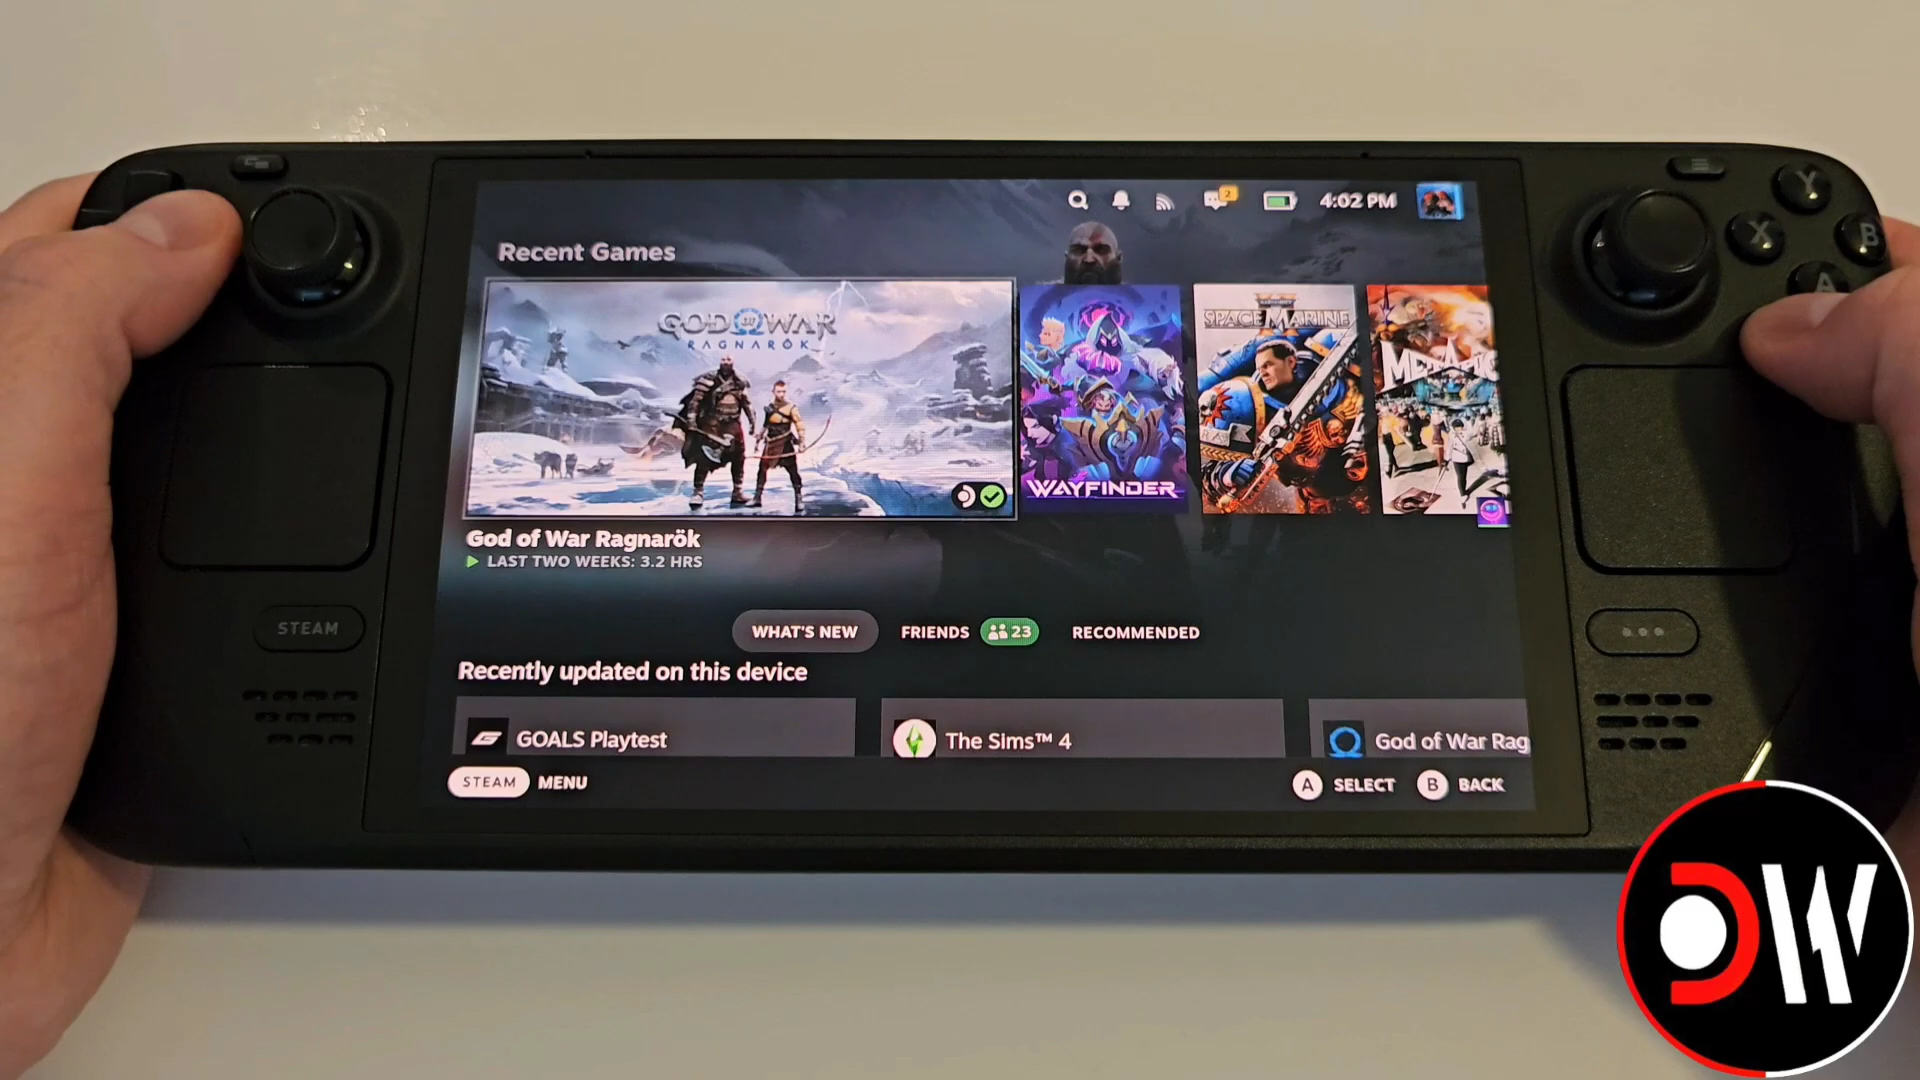 2
4:02 PM
Y
X
B
A
Recent Games
GOD OF WAR
RAGNARÖK
WAYFINDER
SPACE MARINE
God of War Ragnarök
LAST TWO WEEKS: 3.2 HRS
STEAM
WHAT'S NEW
FRIENDS
23
RECOMMENDED
Recently updated on this device
GOALS Playtest
The Sims™ 4
God of War Rag
STEAM
MENU
A
SELECT
B
BACK
DW